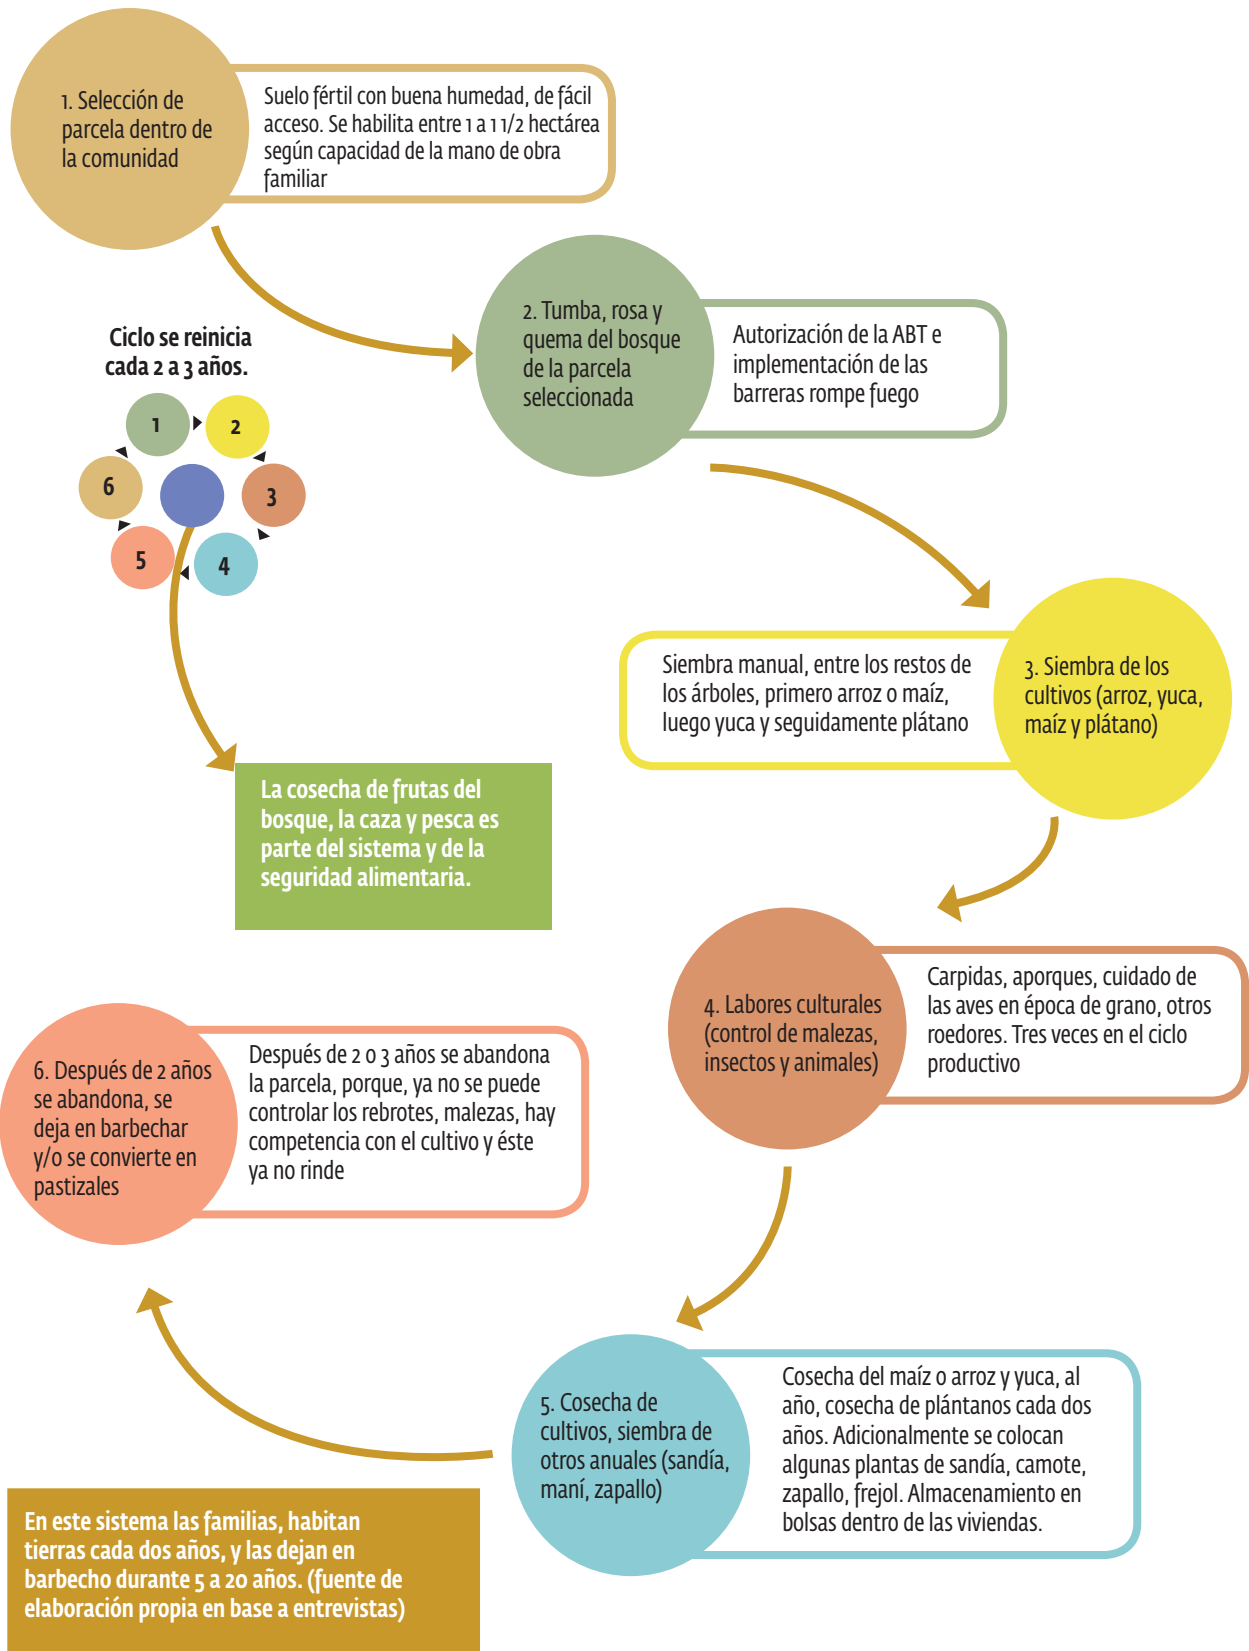 1. Selección de
parcela dentro de
la comunidad
Suelo fértil con buena humedad, de fácil
acceso. Se habilita entre 1 a 1 1/2 hectárea
según capacidad de la mano de obra
familiar
2. Tumba, rosa y
quema del bosque
de la parcela
seleccionada
Autorización de la ABT e
implementación de las
barreras rompe fuego
Ciclo se reinicia
cada 2 a 3 años.
1
2
3
4
5
6
3. Siembra de los
cultivos (arroz, yuca,
maíz y plátano)
Siembra manual, entre los restos de
los árboles, primero arroz o maíz,
luego yuca y seguidamente plátano
La cosecha de frutas del
bosque, la caza y pesca es
parte del sistema y de la
seguridad alimentaria.
4. Labores culturales
(control de malezas,
insectos y animales)
Carpidas, aporques, cuidado de
las aves en época de grano, otros
roedores. Tres veces en el ciclo
productivo
5. Cosecha de
cultivos, siembra de
otros anuales (sandía,
maní, zapallo)
Cosecha del maíz o arroz y yuca, al
año, cosecha de plántanos cada dos
años. Adicionalmente se colocan
algunas plantas de sandía, camote,
zapallo, frejol. Almacenamiento en
bolsas dentro de las viviendas.
6. Después de 2 años
se abandona, se
deja en barbechar
y/o se convierte en
pastizales
Después de 2 o 3 años se abandona
la parcela, porque, ya no se puede
controlar los rebrotes, malezas, hay
competencia con el cultivo y éste
ya no rinde
En este sistema las familias, habitan
tierras cada dos años, y las dejan en
barbecho durante 5 a 20 años. (fuente de
elaboración propia en base a entrevistas)